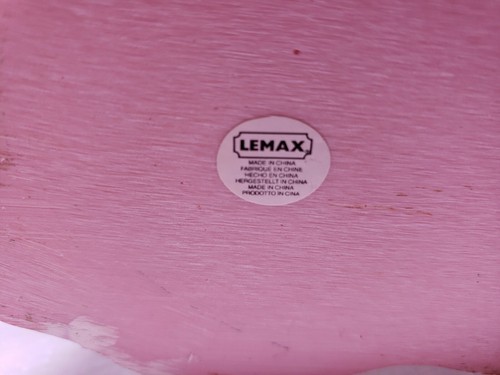 LEMAX®
MADE IN CHINA
FABRIQUE EN CHINE
HECHO EN CHINA
HERGESTELLT IN CHINA
MADE IN CHINA
PRODOTTO IN CINA